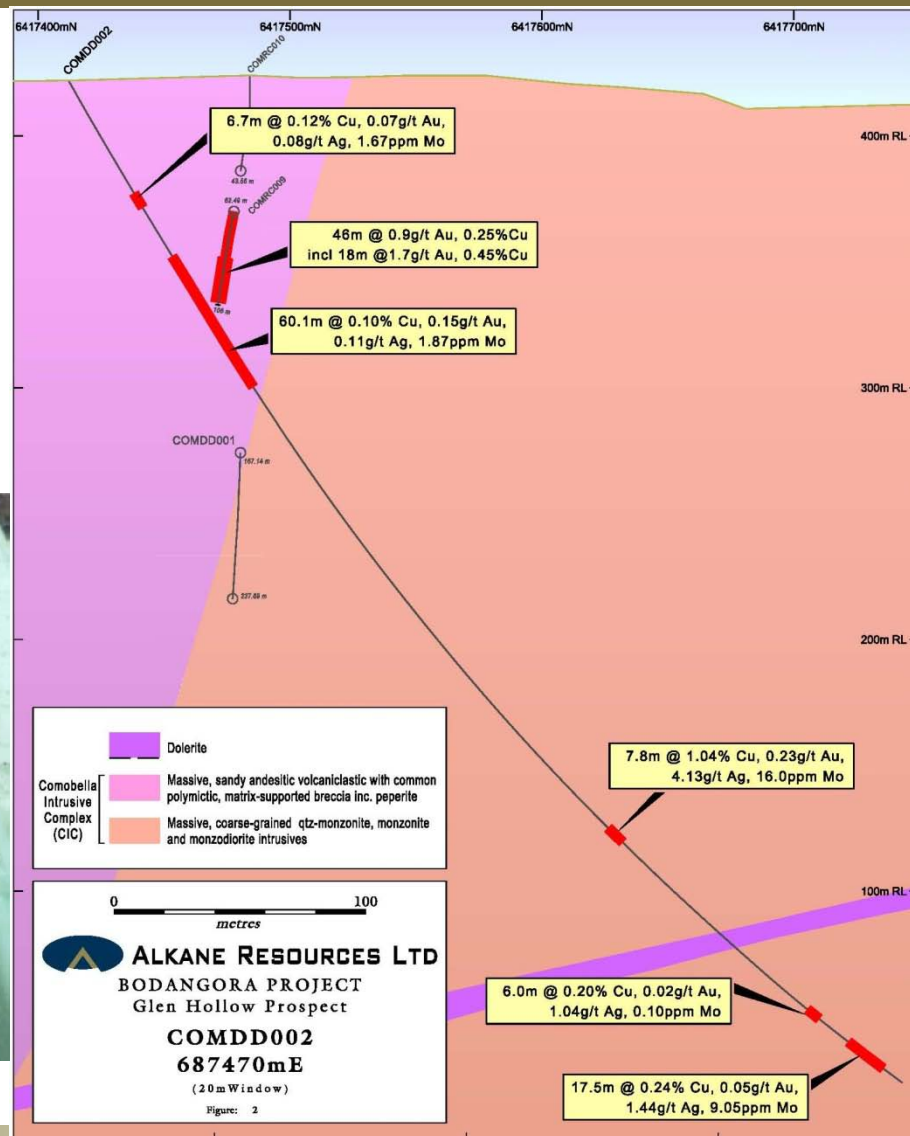 6417400mN
6417500mN
6417600mN
6417700mN
COMDD002
COMRC010
6.7m @ 0.12% Cu, 0.07g/t Au,
0.08g/t Ag, 1.67ppm Mo
400m RL
COMRC009
46m @ 0.9g/t Au, 0.25%Cu
incl 18m @1.7g/t Au, 0.45%Cu
60.1m @ 0.10% Cu, 0.15g/t Au,
0.11g/t Ag, 1.87ppm Mo
300m RL
COMDD001
167.14 m
200m RL
Dolerite
Comobella
Intrusive
Complex
(CIC)
Massive, sandy andesitic volcaniclastic with common
polymictic, matrix-supported breccia inc. peperite
Massive, coarse-grained qtz-monzonite, monzonite
and monzodiorite intrusives
7.8m @ 1.04% Cu, 0.23g/t Au,
4.13g/t Ag, 16.0ppm Mo
100m RL
0 100
metres
ALKANE RESOURCES LTD
BODANGORA PROJECT
Glen Hollow Prospect
COMDD002
687470mE
(20mWindow)
Figure: 2
6.0m @ 0.20% Cu, 0.02g/t Au,
1.04g/t Ag, 0.10ppm Mo
17.5m @ 0.24% Cu, 0.05g/t Au,
1.44g/t Ag, 9.05ppm Mo